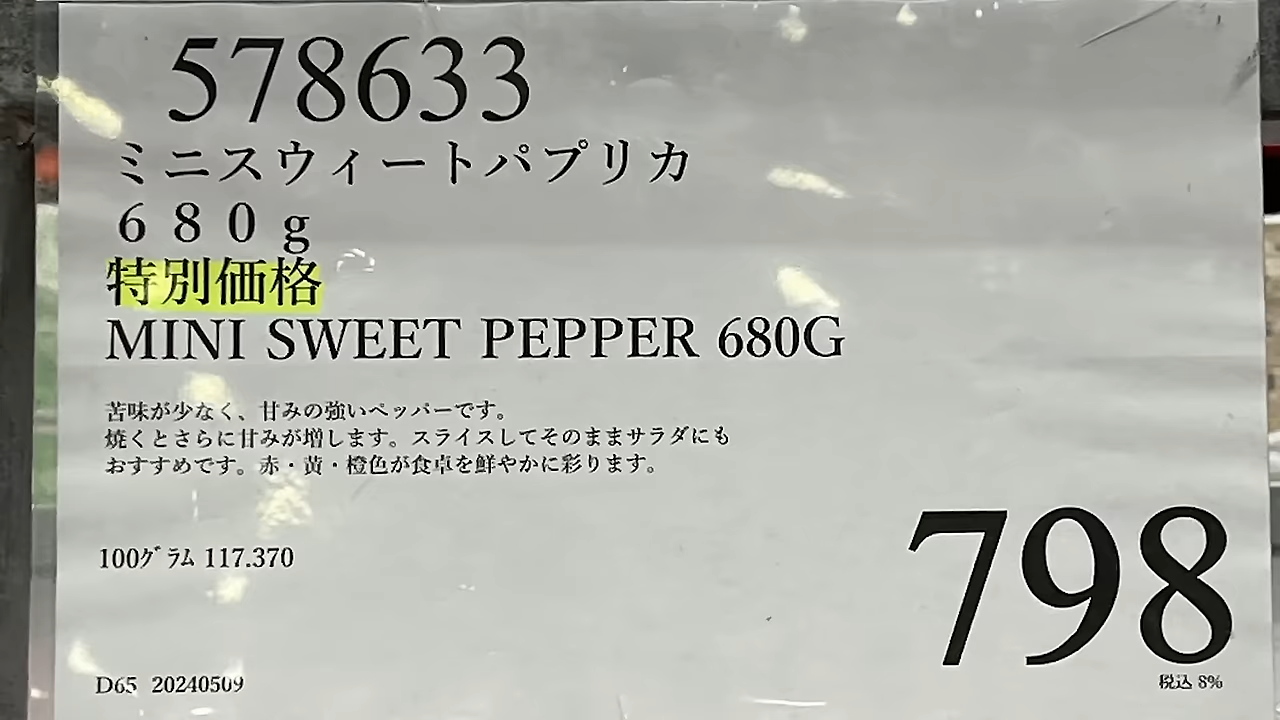 578633
ミニスウィートパプリカ
６８０ｇ
特別価格
MINI SWEET PEPPER 680G
苦味が少なく、甘みの強いペッパーです。
焼くとさらに甘みが増します。スライスしてそのままサラダにも
おすすめです。赤・黄・橙色が食卓を鮮やかに彩ります。
100ｸﾞﾗﾑ 117.370
798
税込 8%
D65 20240509